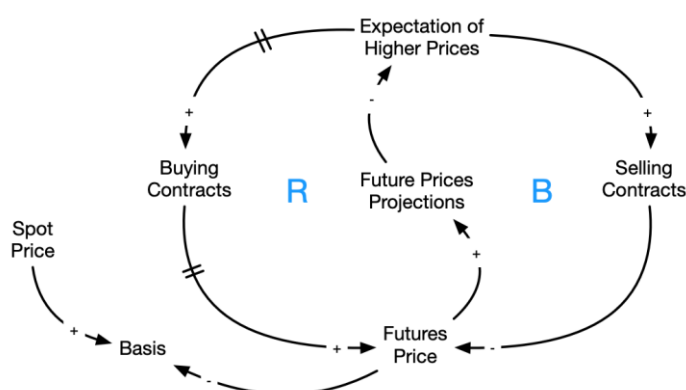 Expectation of
Higher Prices
+
-
+
Buying
Contracts
R
Future Prices
Projections
B
Selling
Contracts
Spot
Price
+
+
Basis
+
Futures
Price
-
-